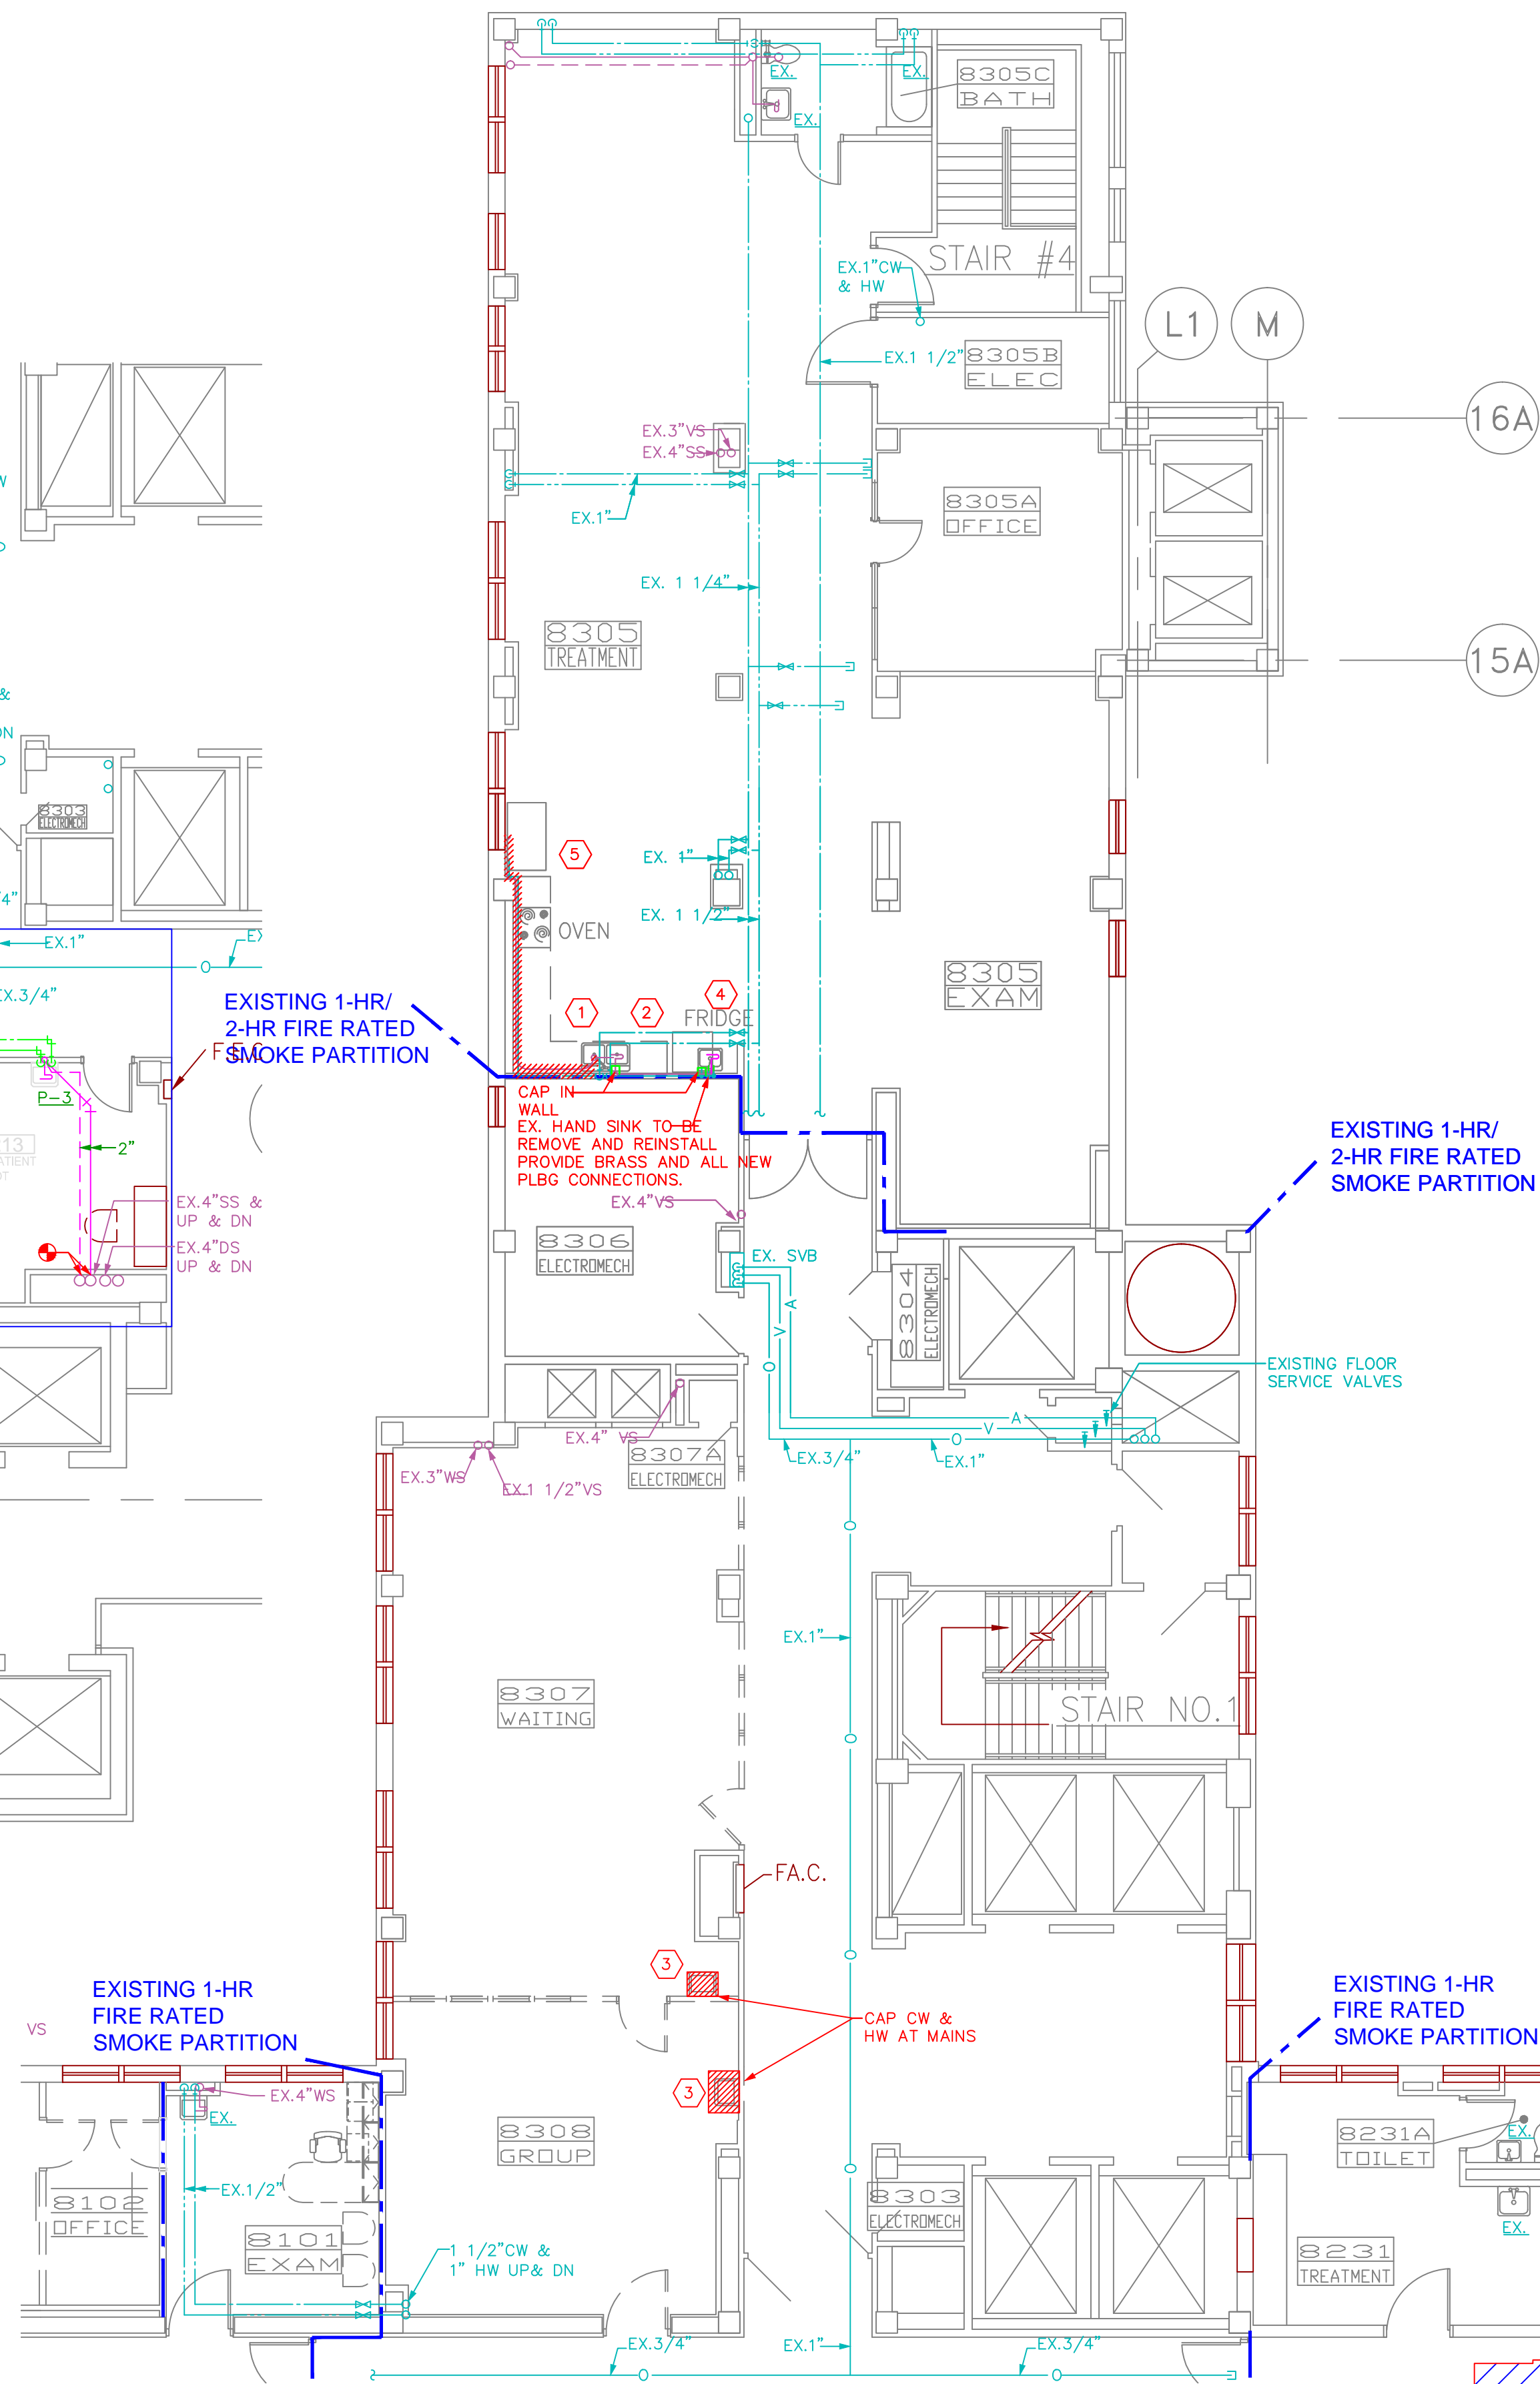 8305C
BATH
EX.
EX.
EX.
STAIR #4
EX.1"CW
& HW
L1
M
EX.1 1/2"
8305B
ELEC
16A
EX.3"VS
EX.4"SS
8305A
OFFICE
EX.1"
EX. 1 1/4"
8305
TREATMENT
15A
&
8303
ELECTROMECH
5
EX. 1"
EX. 1 1/2"
OVEN
EX.1"
O
EX.3/4"
8305
EXAM
1
2
4
FRIDGE
EXISTING 1-HR/
2-HR FIRE RATED
SMOKE PARTITION
F.E.C
P-3
2"
CAP IN
WALL
EX. HAND SINK TO BE
REMOVE AND REINSTALL
PROVIDE BRASS AND ALL NEW
PLBG CONNECTIONS.
EXISTING 1-HR/
2-HR FIRE RATED
SMOKE PARTITION
EX.4"SS &
UP & DN
EX.4"DS
UP & DN
EX.4"VS
8306
ELECTROMECH
EX. SVB
8304
ELECTROMECH
A
V
O
EXISTING FLOOR
SERVICE VALVES
A
V
O
EX.4" VS
8307A
ELECTROMECH
EX.3/4"
EX.1"
EX.3"WS
EX.1 1/2"VS
O
EX.1"
8307
WAITING
STAIR NO.1
O
FA.C.
O
3
CAP CW &
HW AT MAINS
EXISTING 1-HR
FIRE RATED
SMOKE PARTITION
EXISTING 1-HR
FIRE RATED
SMOKE PARTITION
VS
3
EX.4WS
EX.
8308
GROUP
8231A
TOILET
EX.
O
EX.1/2"
8102
OFFICE
8303
ELECTROMECH
8101
EXAM
EX.
1 1/2"CW &
1" HW UP& DN
8231
TREATMENT
EX.3/4"
EX.1"
EX.3/4"
O
O